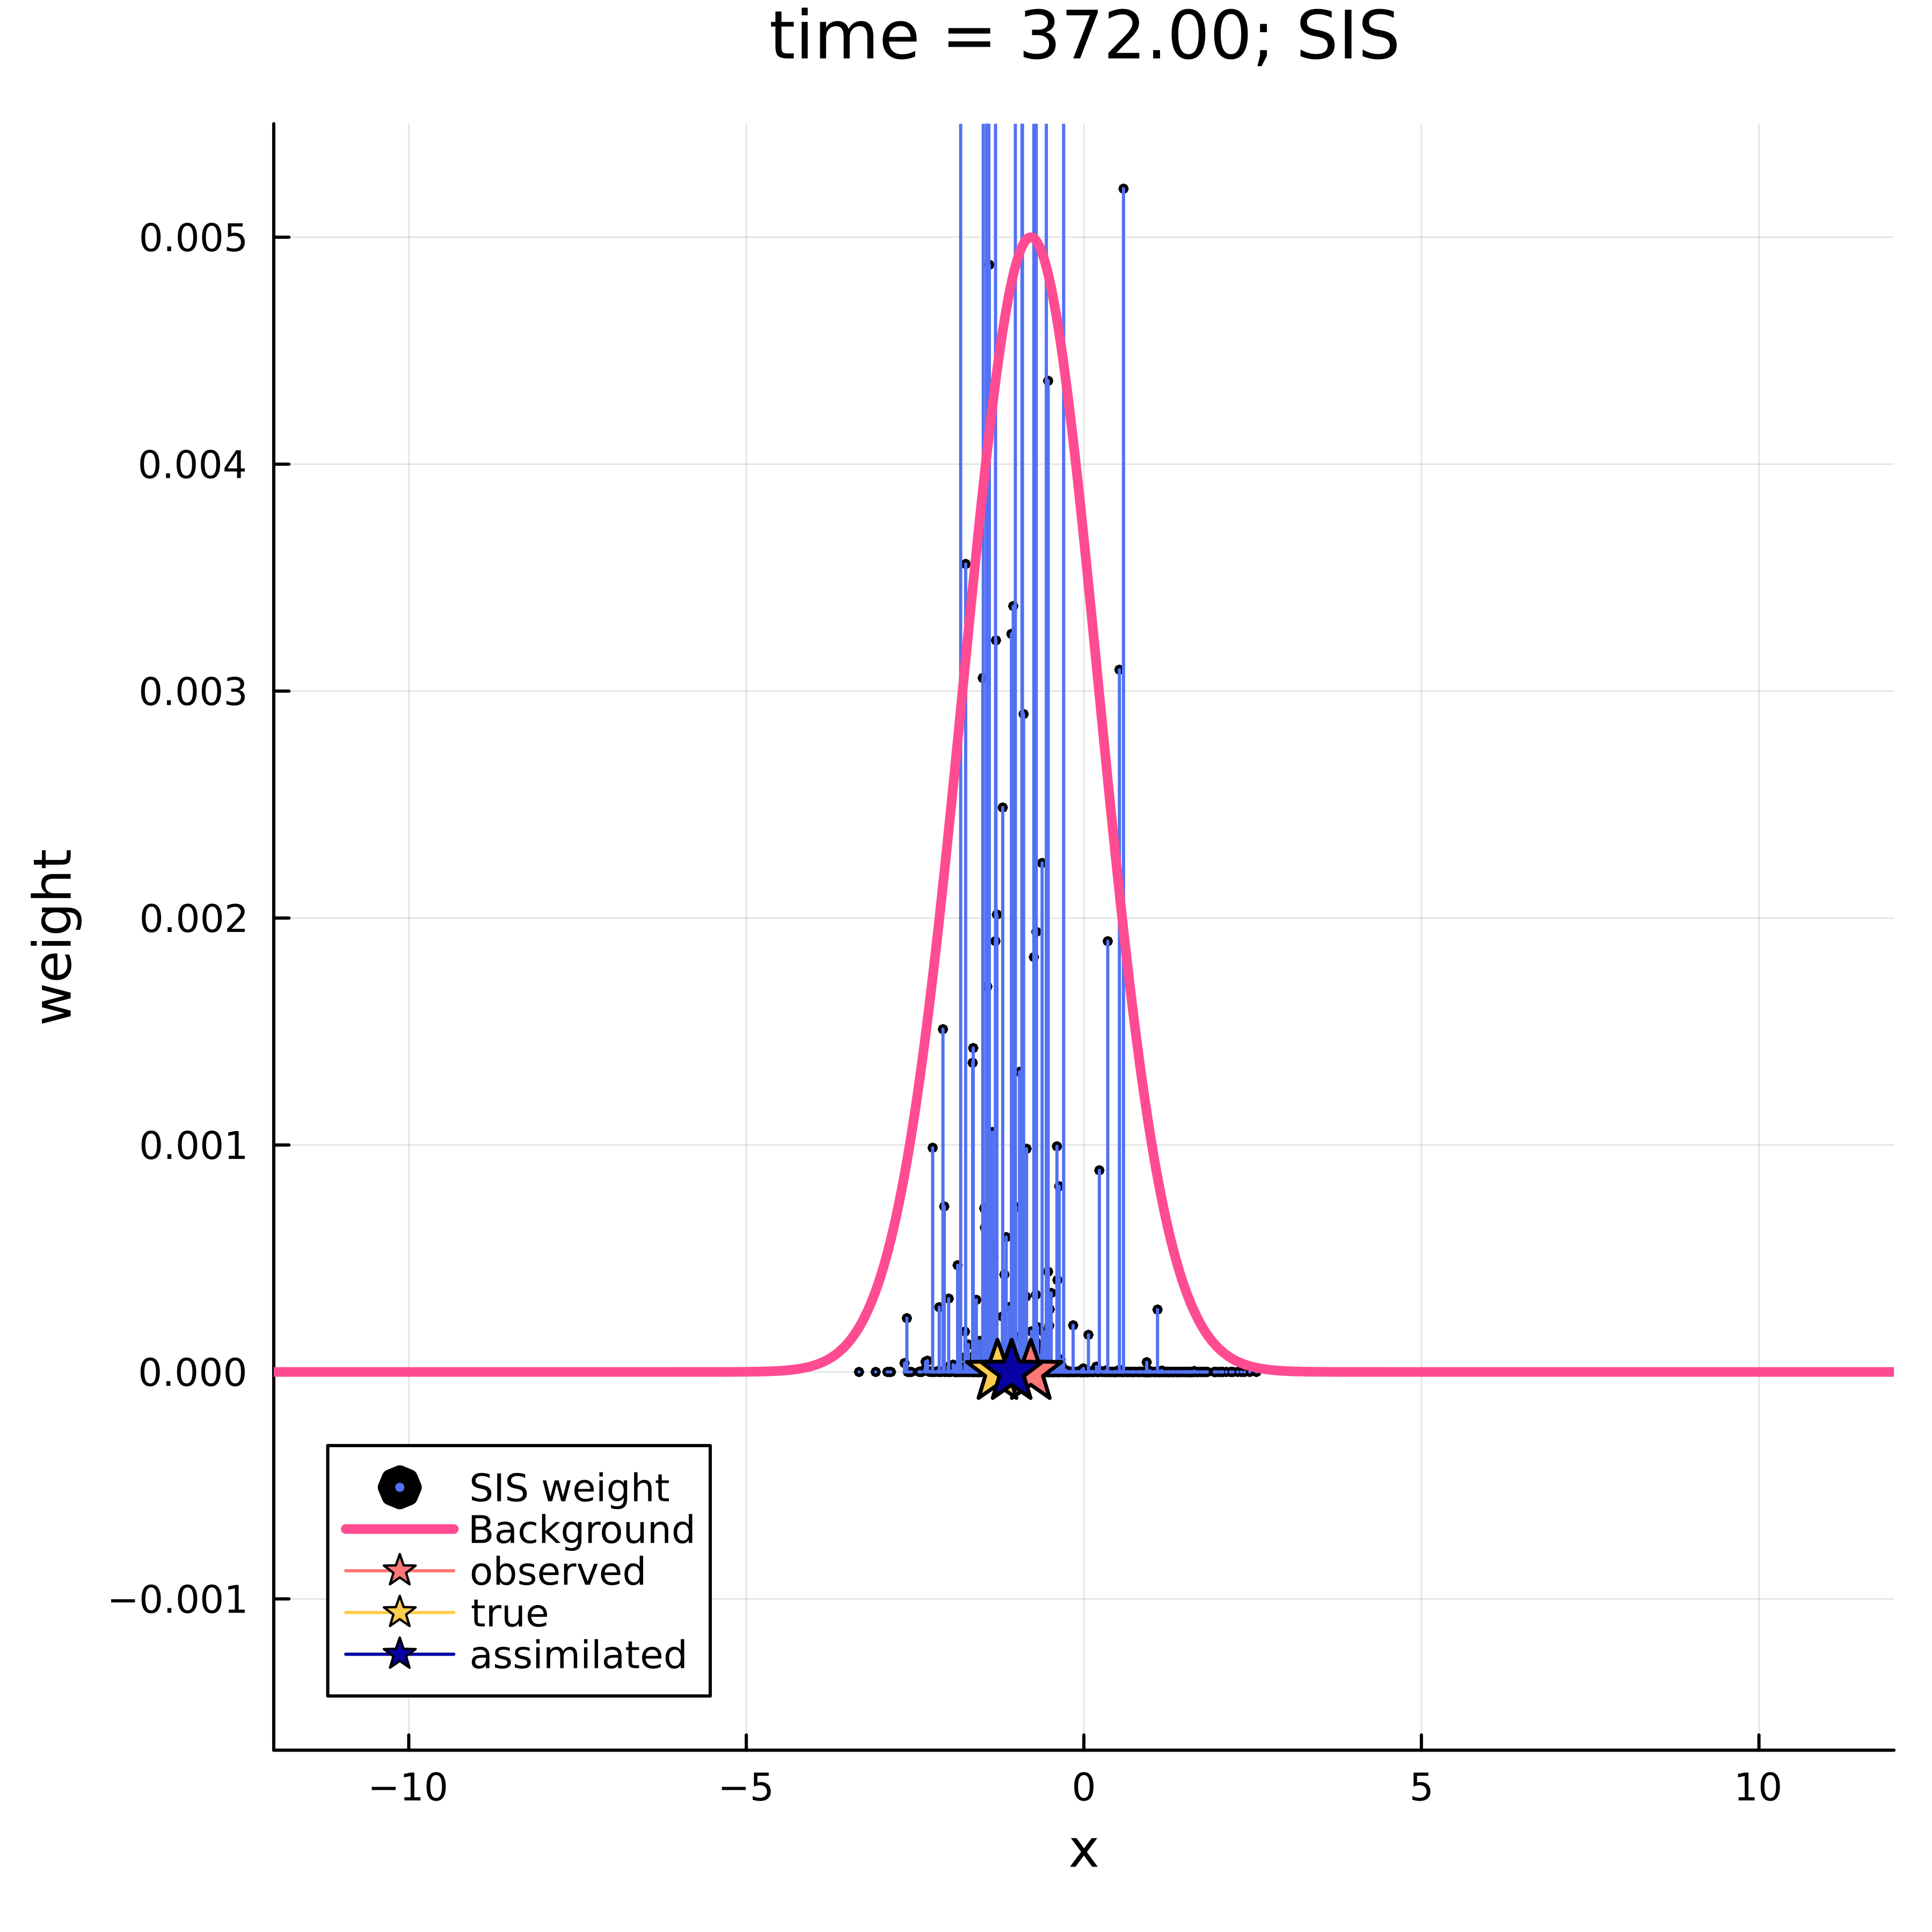 time = 372.00; SIS
0.005
0.004
0.003
0.002
0.001
0.000
−0.001
weight
SIS weight
Background
observed
true
assimilated
−10 −5 0 5 10
x